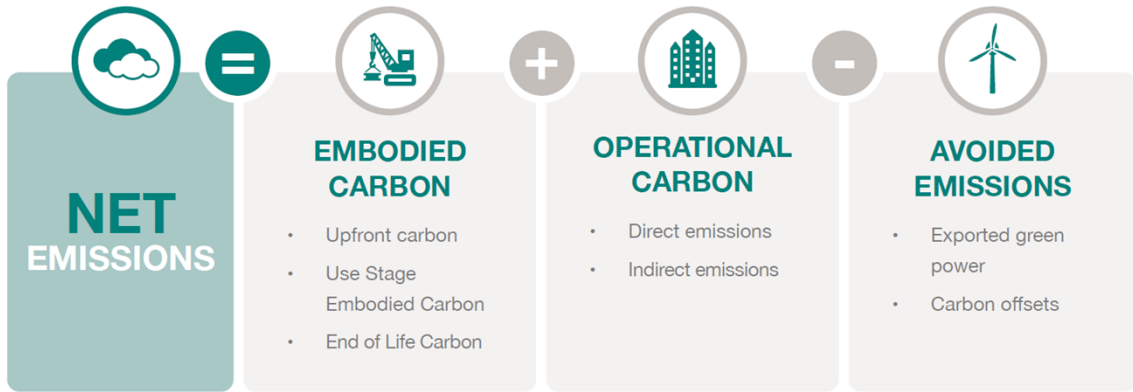 =
+
-
NET
EMISSIONS
EMBODIED
CARBON
• Upfront carbon
• Use Stage
Embodied Carbon
• End of Life Carbon
OPERATIONAL
CARBON
• Direct emissions
• Indirect emissions
AVOIDED
EMISSIONS
• Exported green
power
• Carbon offsets